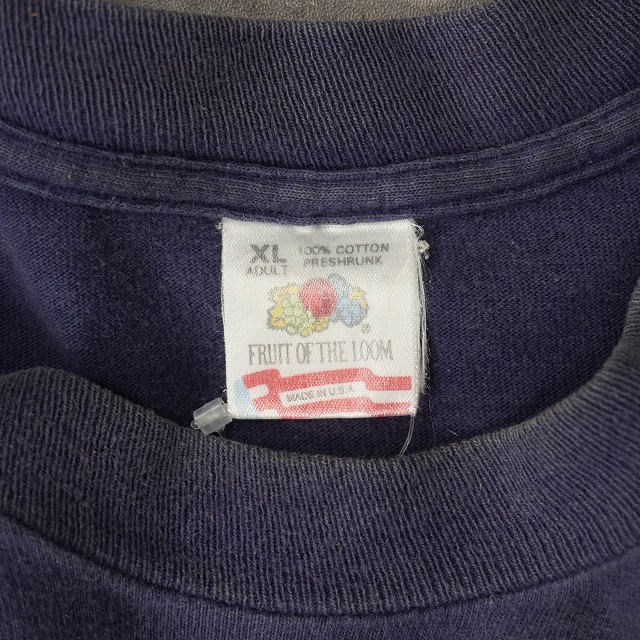 XL 100% COTTON
ADULT PRESHRUNK
®
FRUIT OF THE LOOM
MADE IN U.S.A.